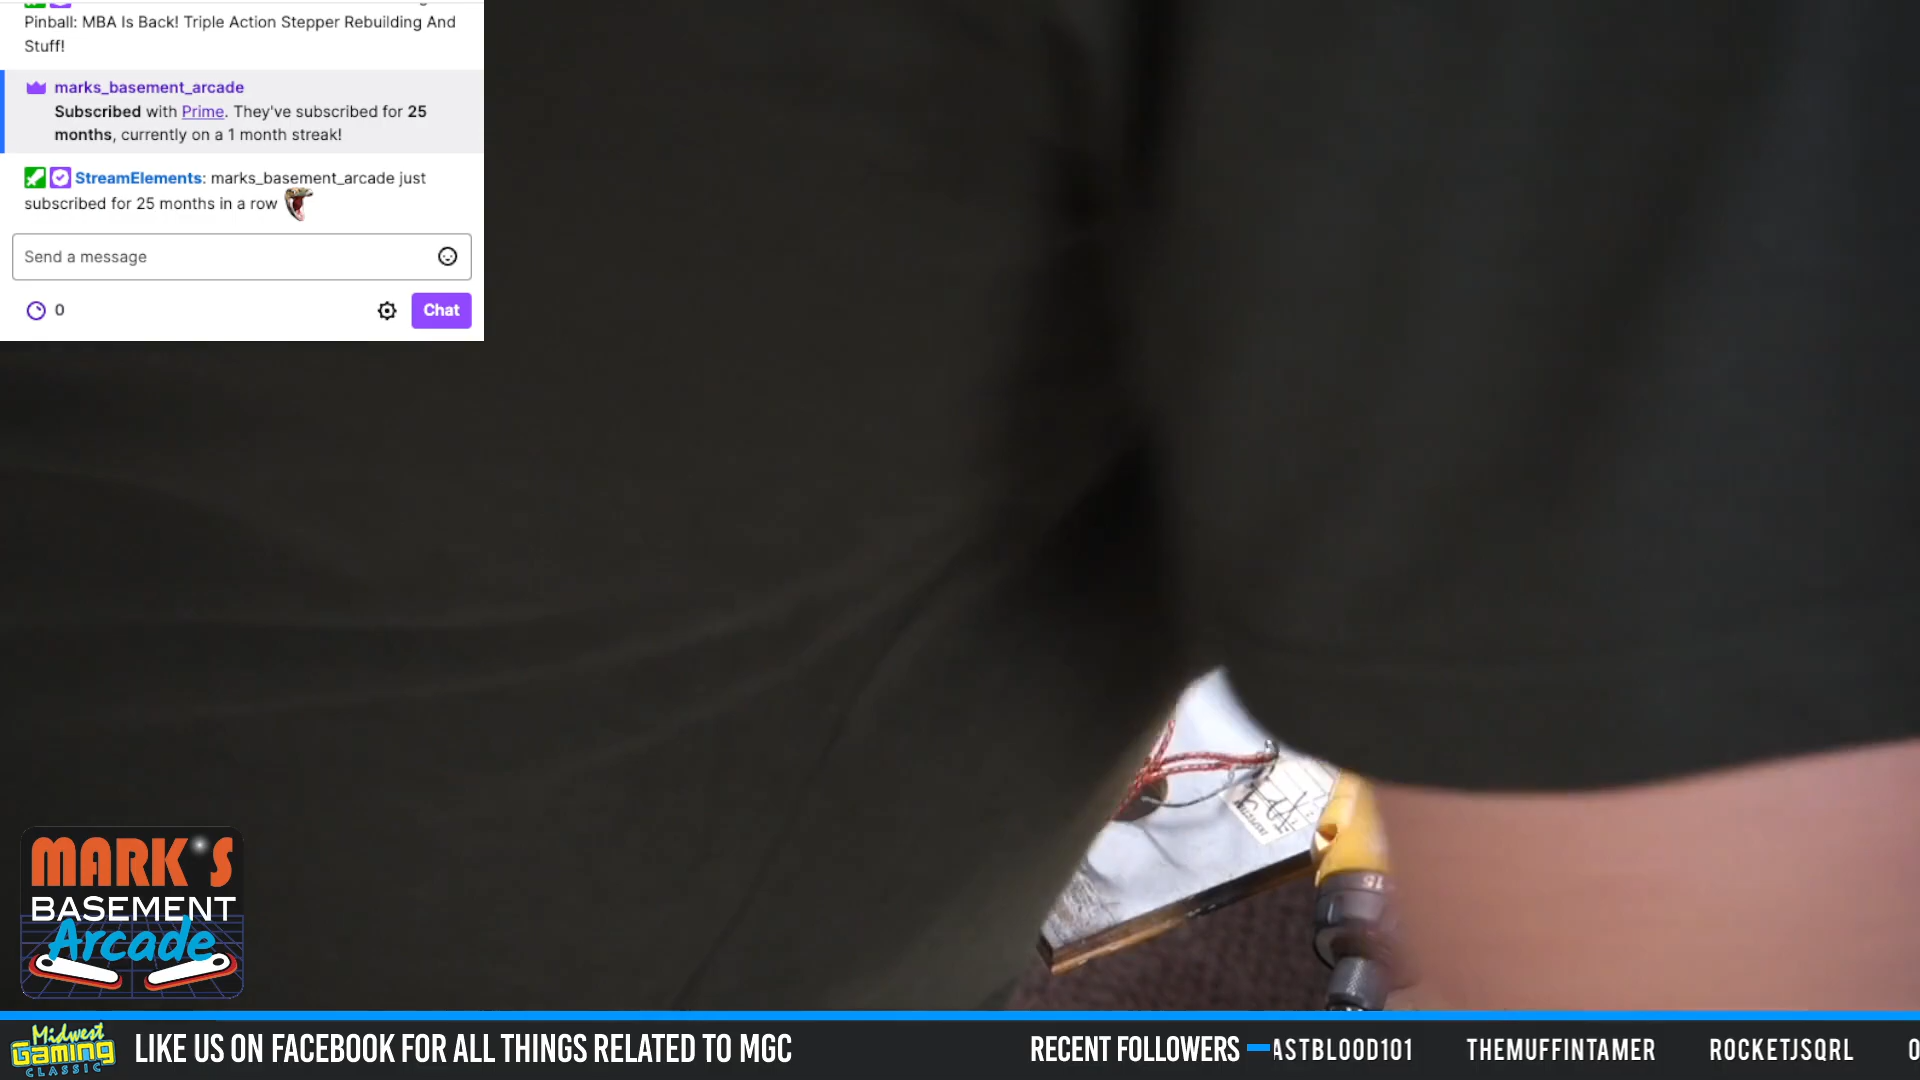 Pinball: MBA Is Back! Triple Action Stepper Rebuilding And
Stuff!
marks_basement_arcade
Subscribed with Prime. They've subscribed for 25
months, currently on a 1 month streak!
StreamElements: marks_basement_arcade just
subscribed for 25 months in a row
Send a message
0
Chat
15
MARK'S
BASEMENT
Arcade
Midwest
Gaming
CLASSIC
LIKE US ON FACEBOOK FOR ALL THINGS RELATED TO MGC
RECENT FOLLOWERS
ASTBLOOD101 THEMUFFINTAMER ROCKETJSQRL